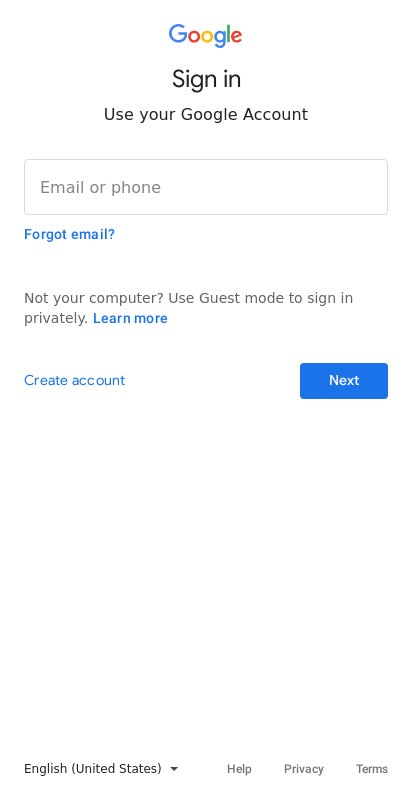 Google
Sign in
Use your Google Account
Email or phone
Forgot email?
Not your computer? Use Guest mode to sign in
privately. Learn more
Create account
Next
English (United States)
Help
Privacy
Terms